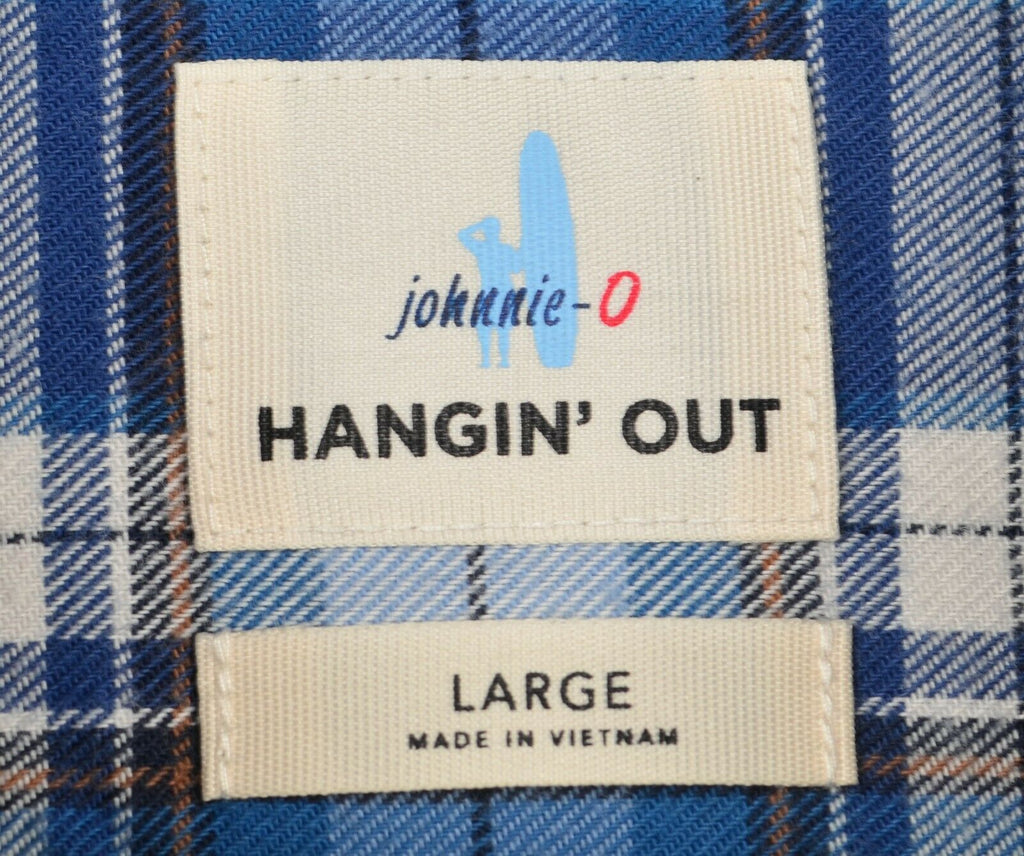 johnnie-O
HANGIN' OUT
LARGE
MADE IN VIETNAM